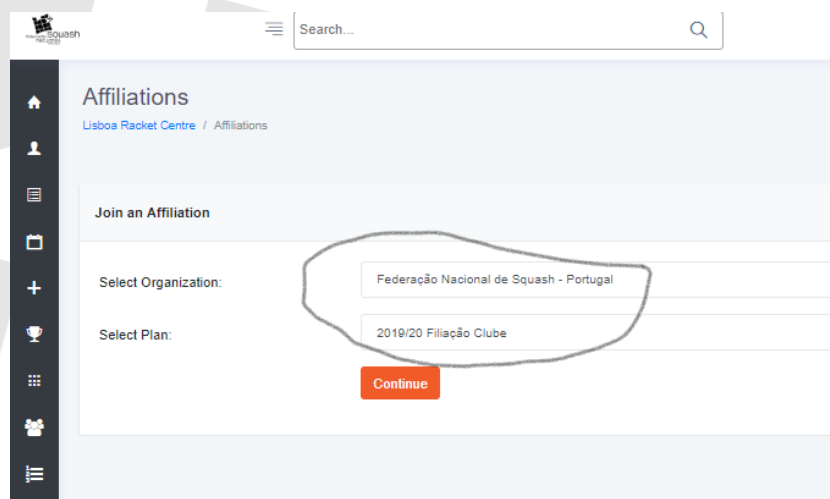 squash
Search...
Affiliations
Lisboa Racket Centre / Affiliations
Join an Affiliation
Select Organization:
Federação Nacional de Squash - Portugal
Select Plan:
2019/20 Filiação Clube
Continue